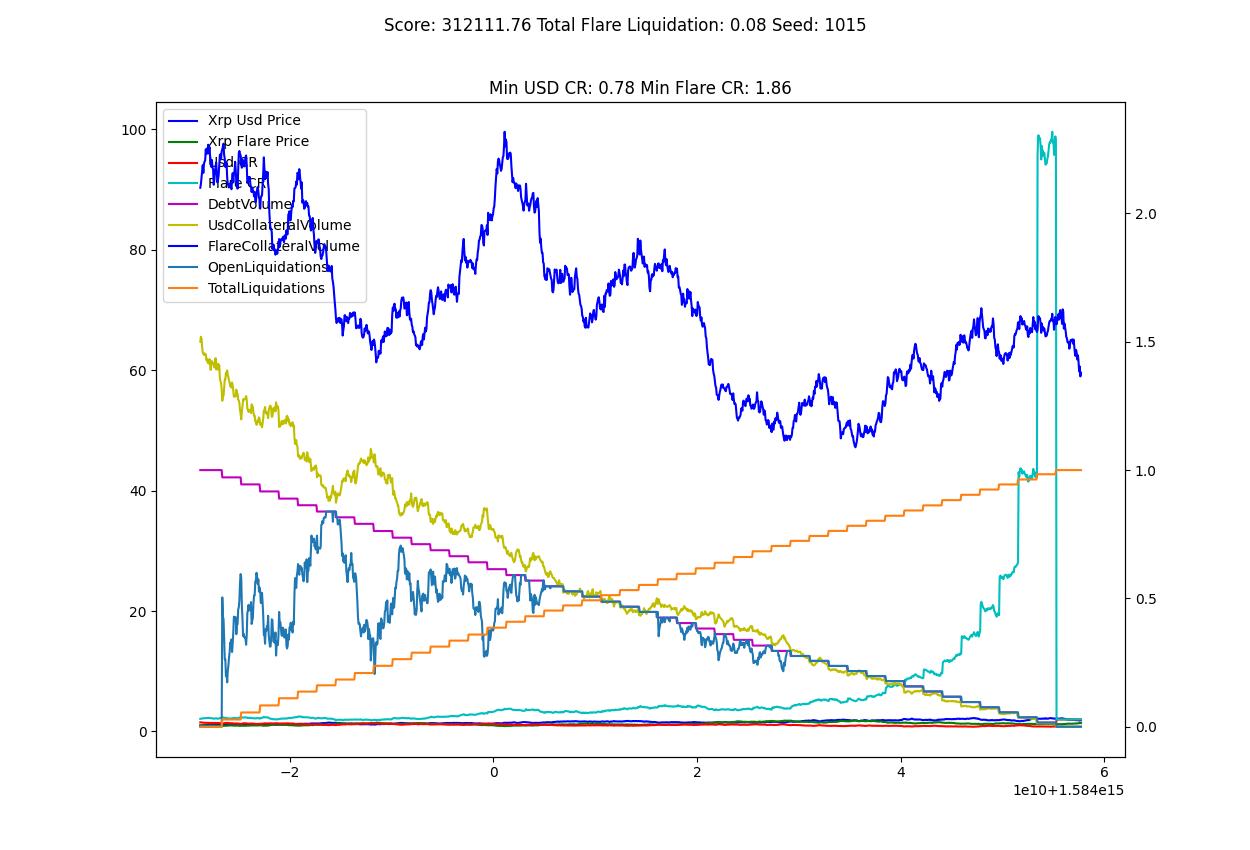 Score: 312111.76 Total Flare Liquidation: 0.08 Seed: 1015
Min USD CR: 0.78 Min Flare CR: 1.86
Xrp Usd Price
Xrp Flare Price
Usd CR
Flare CR
DebtVolume
UsdCollateralVolume
FlareCollateralVolume
OpenLiquidations
TotalLiquidations
100
80
60
40
20
0
2.0
1.5
1.0
0.5
0.0
−2
0
2
4
6
1e10+1.584e15